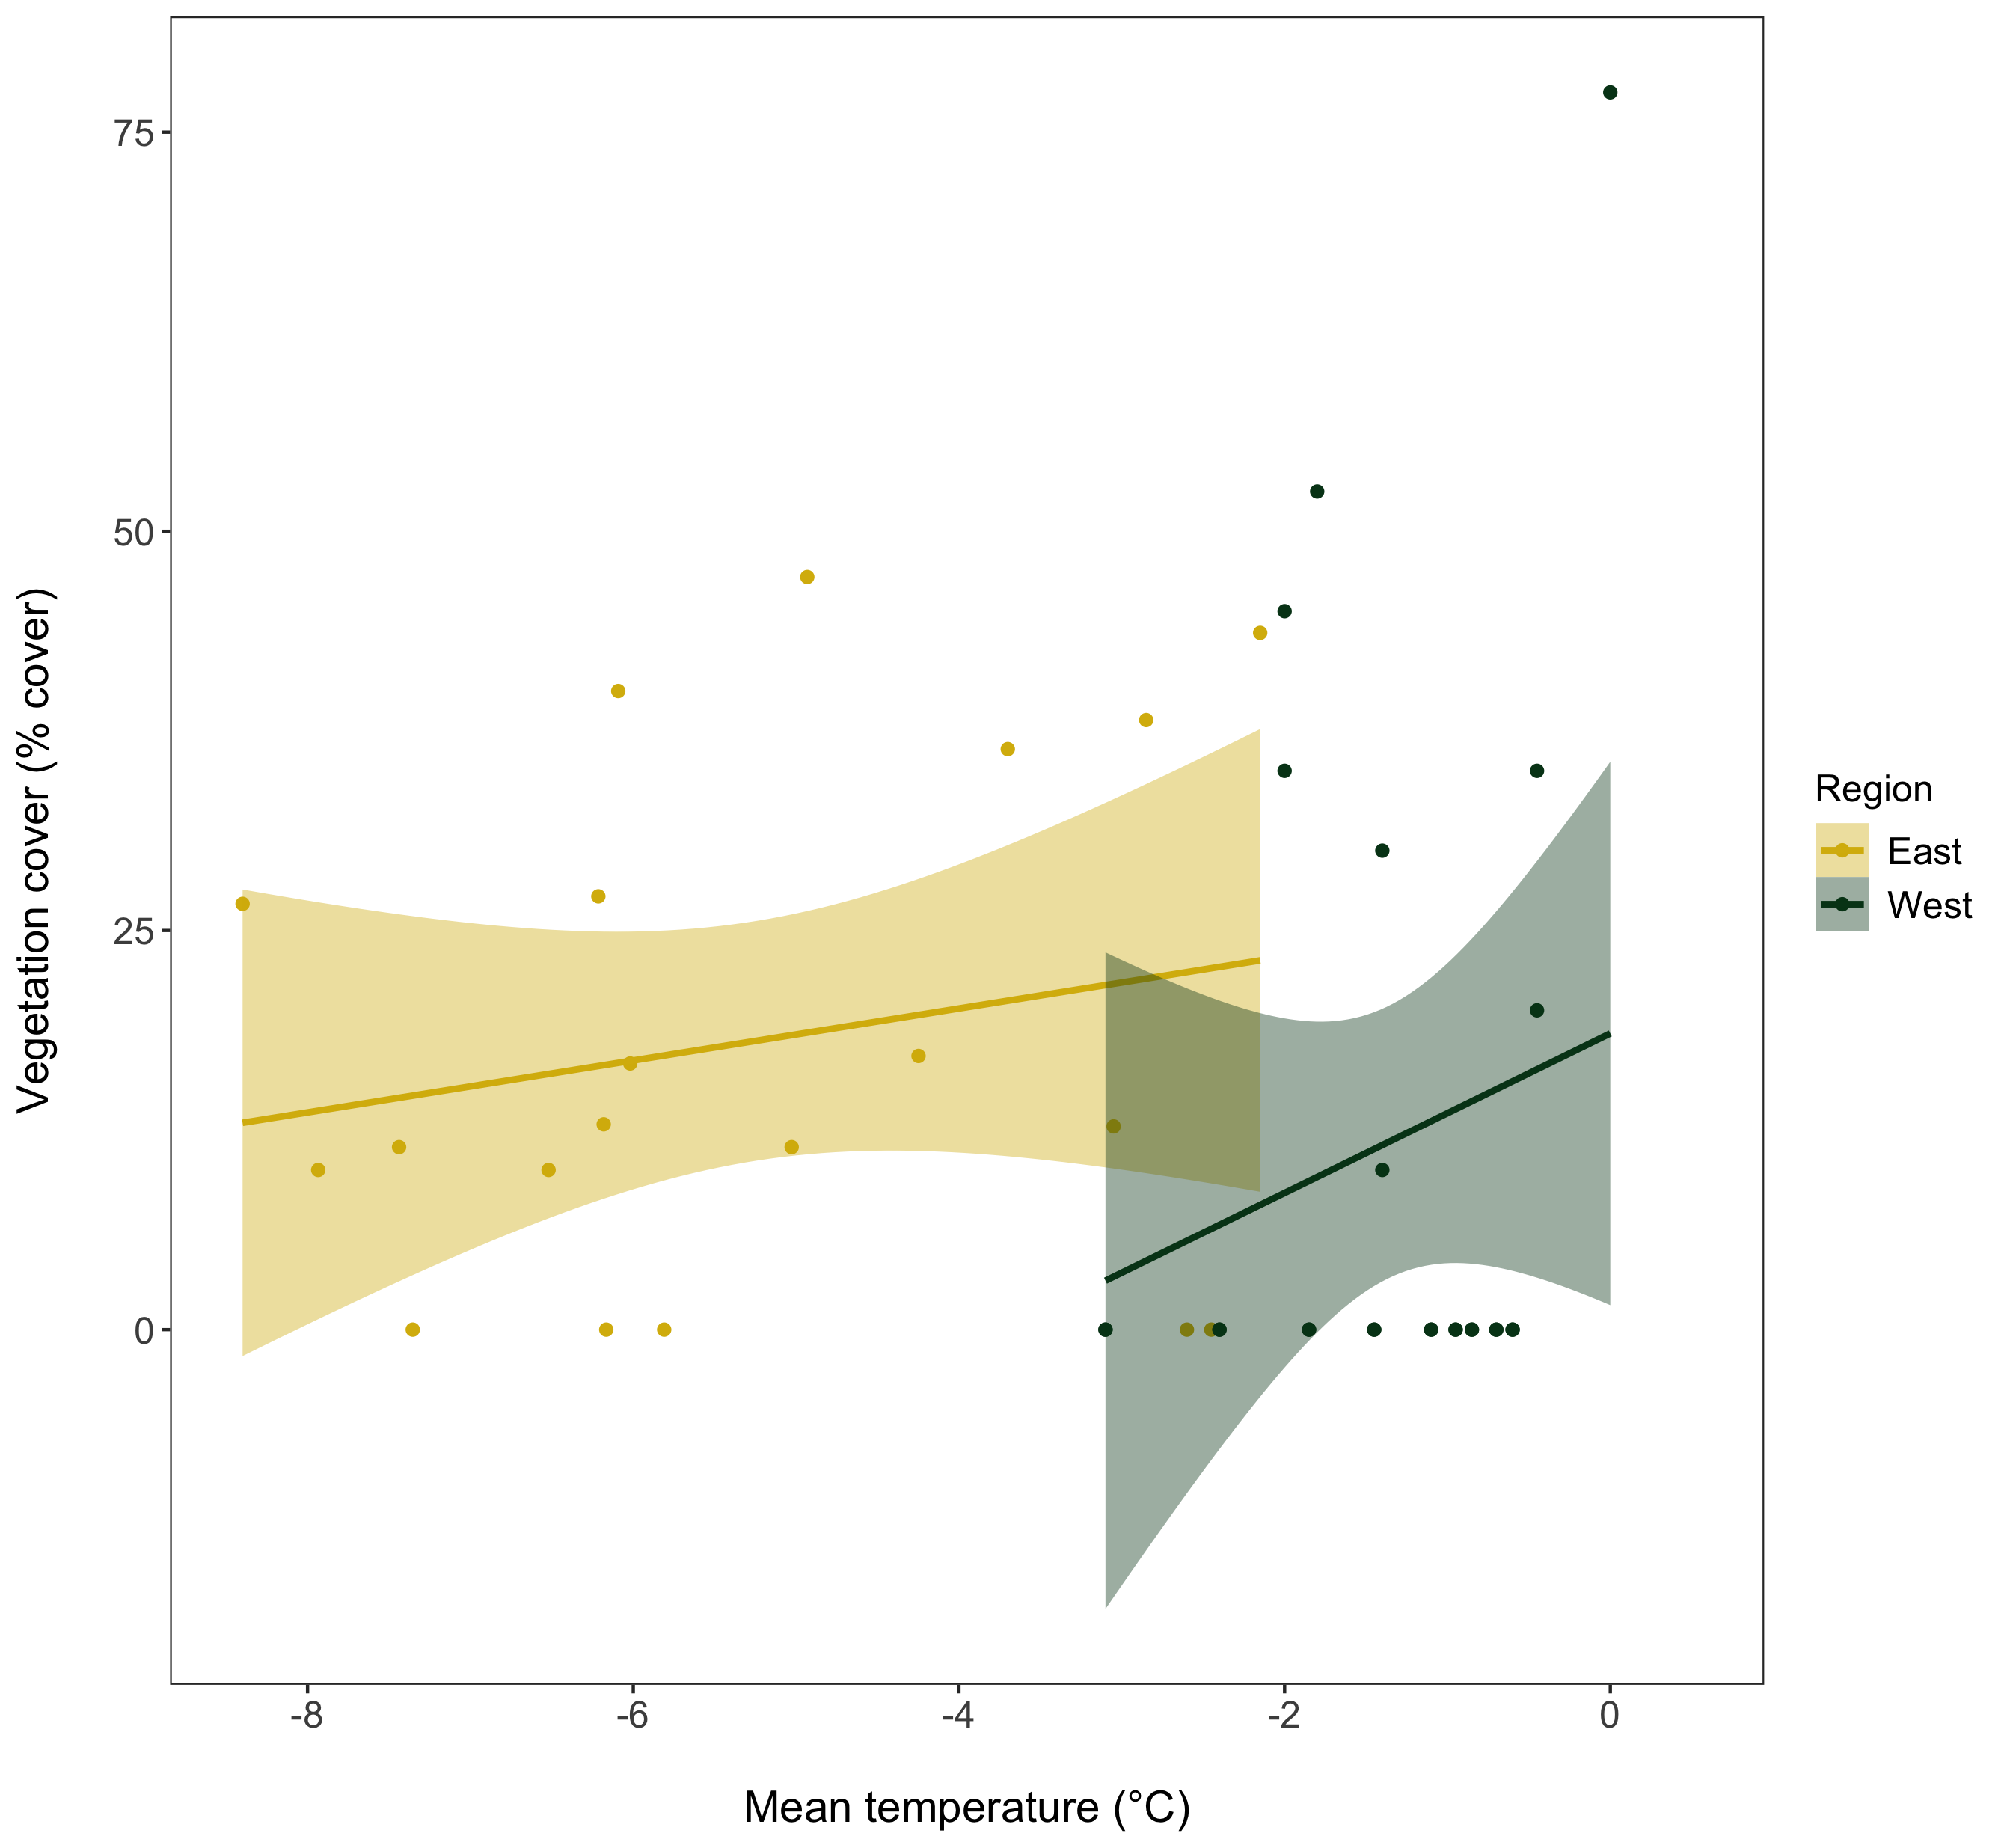 Vegetation cover (% cover)
75
50
25
0
-8
-6
-4
-2
0
Mean temperature (°C)
Region
East
West